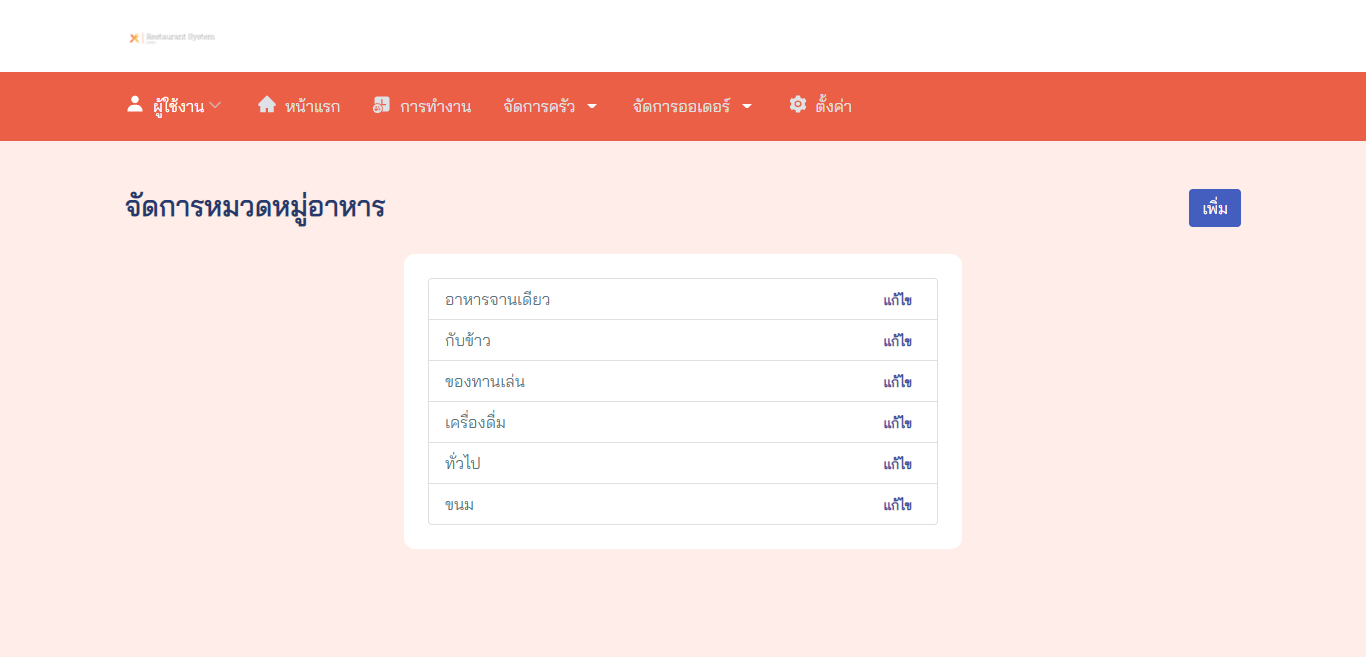 Restaurant System
ผู้ใช้งาน หน้าแรก การทำงาน จัดการครัว จัดการออเดอร์ ตั้งค่า
จัดการหมวดหมู่อาหาร เพิ่ม
อาหารจานเดียว แก้ไข
กับข้าว แก้ไข
ของทานเล่น แก้ไข
เครื่องดื่ม แก้ไข
ทั่วไป แก้ไข
ขนม แก้ไข